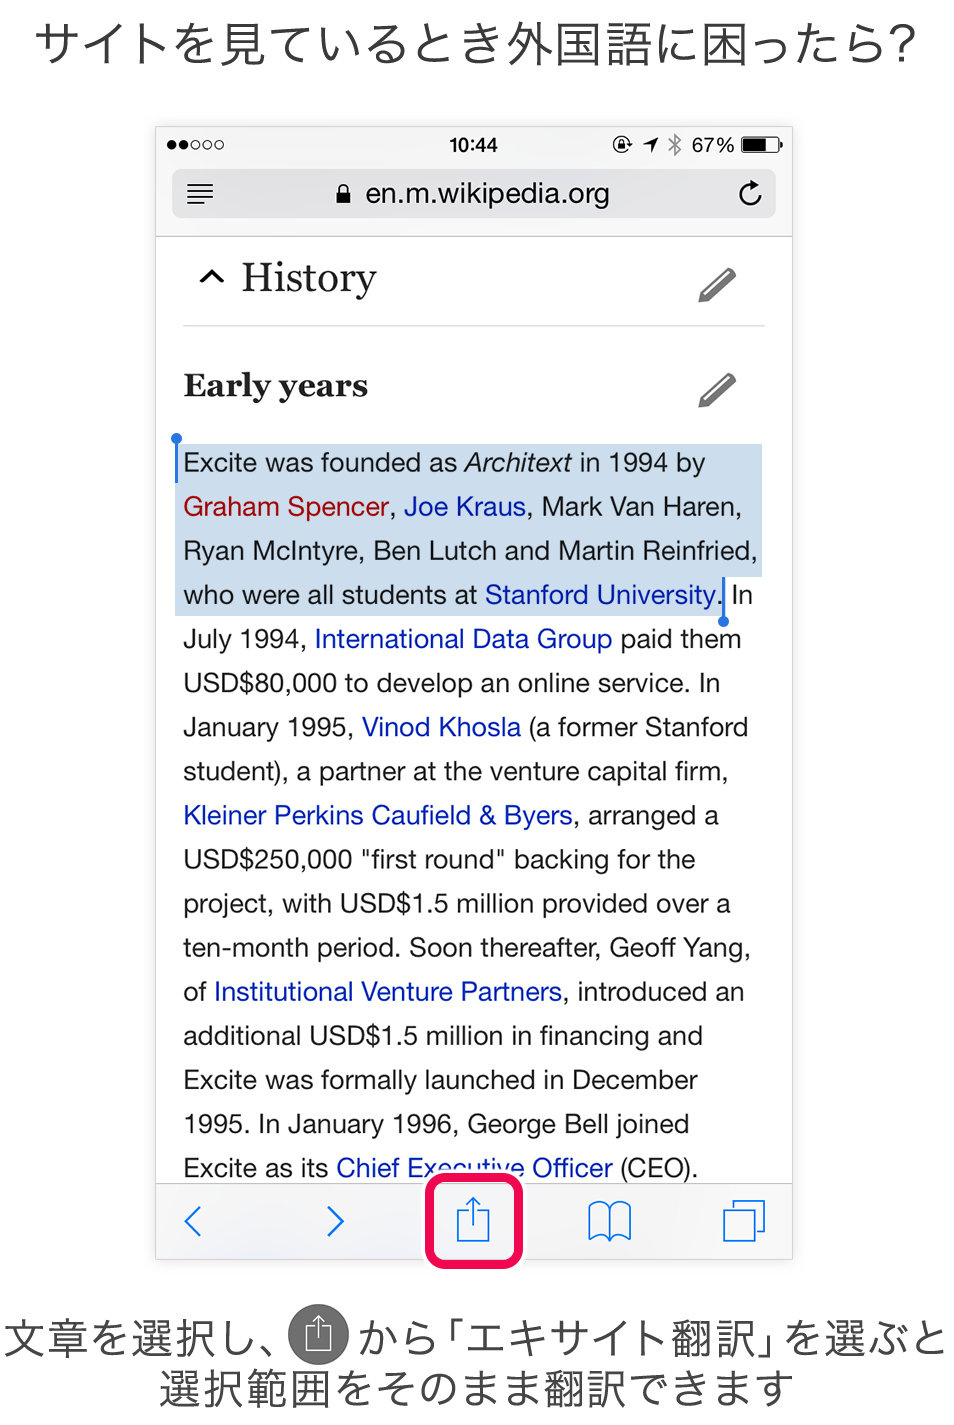 サイトを見ているとき外国語に困ったら?
10:44
67%
en.m.wikipedia.org
History
Early years
Excite was founded as Architext in 1994 by
Graham Spencer, Joe Kraus, Mark Van Haren,
Ryan McIntyre, Ben Lutch and Martin Reinfried,
who were all students at Stanford University. In
July 1994, International Data Group paid them
USD$80,000 to develop an online service. In
January 1995, Vinod Khosla (a former Stanford
student), a partner at the venture capital firm,
Kleiner Perkins Caufield & Byers, arranged a
USD$250,000 "first round" backing for the
project, with USD$1.5 million provided over a
ten-month period. Soon thereafter, Geoff Yang,
of Institutional Venture Partners, introduced an
additional USD$1.5 million in financing and
Excite was formally launched in December
1995. In January 1996, George Bell joined
Excite as its Chief Executive Officer (CEO).
文章を選択し、から「エキサイト翻訳」を選ぶと
選択範囲をそのまま翻訳できます